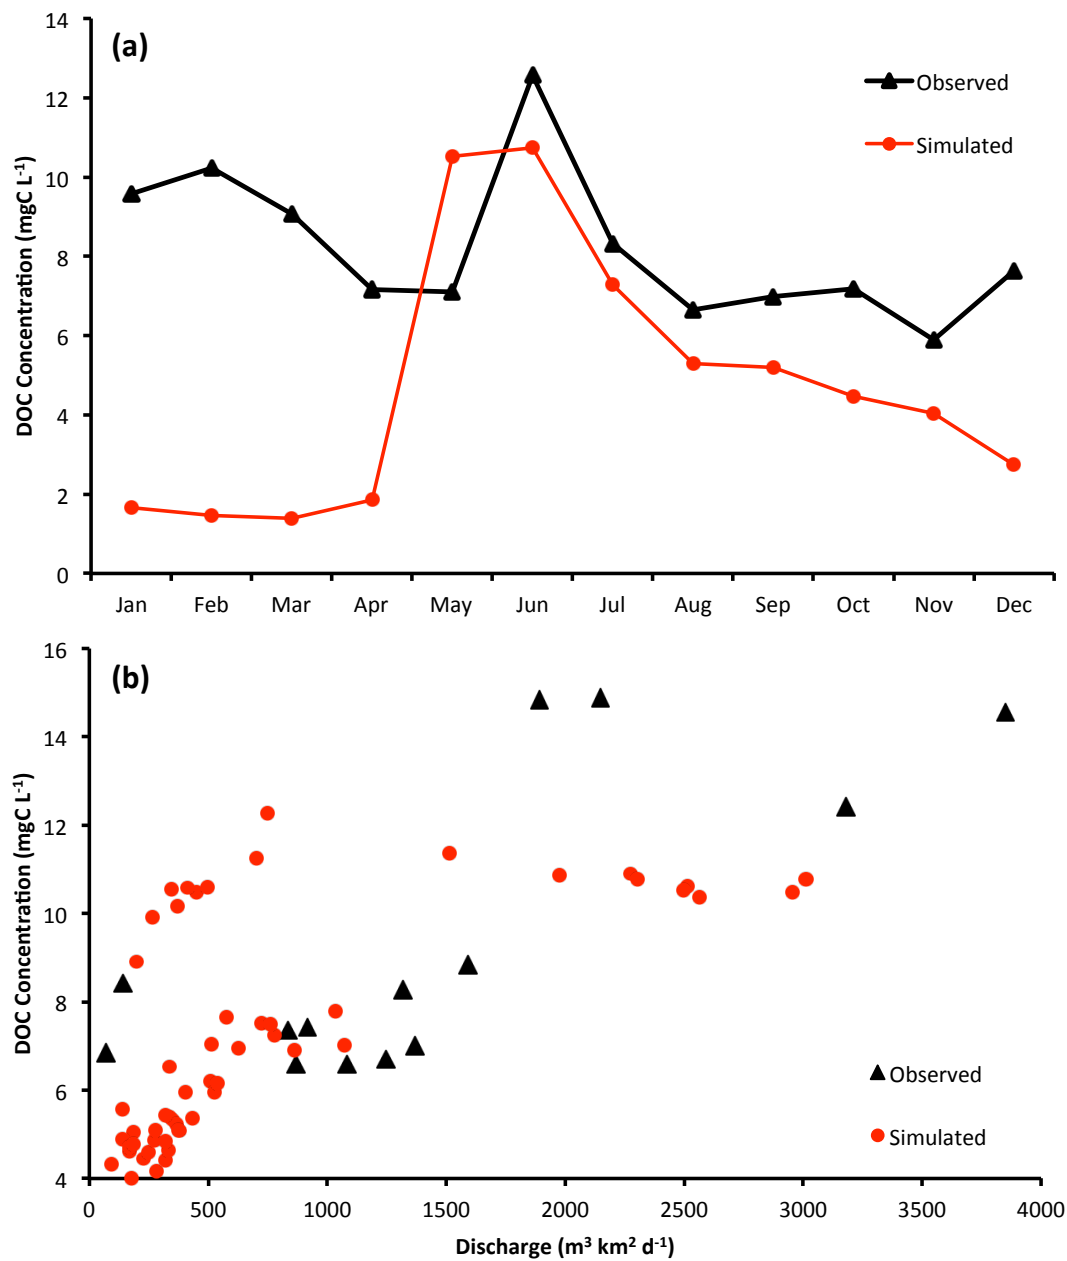 (a)
Observed
Simulated
DOC Concentration (mgC L⁻¹)
14
12
10
8
6
4
2
0
Jan Feb Mar Apr May Jun Jul Aug Sep Oct Nov Dec
(b)
Observed
Simulated
DOC Concentration (mgC L⁻¹)
16
14
12
10
8
6
4
0 500 1000 1500 2000 2500 3000 3500 4000
Discharge (m³ km² d⁻¹)